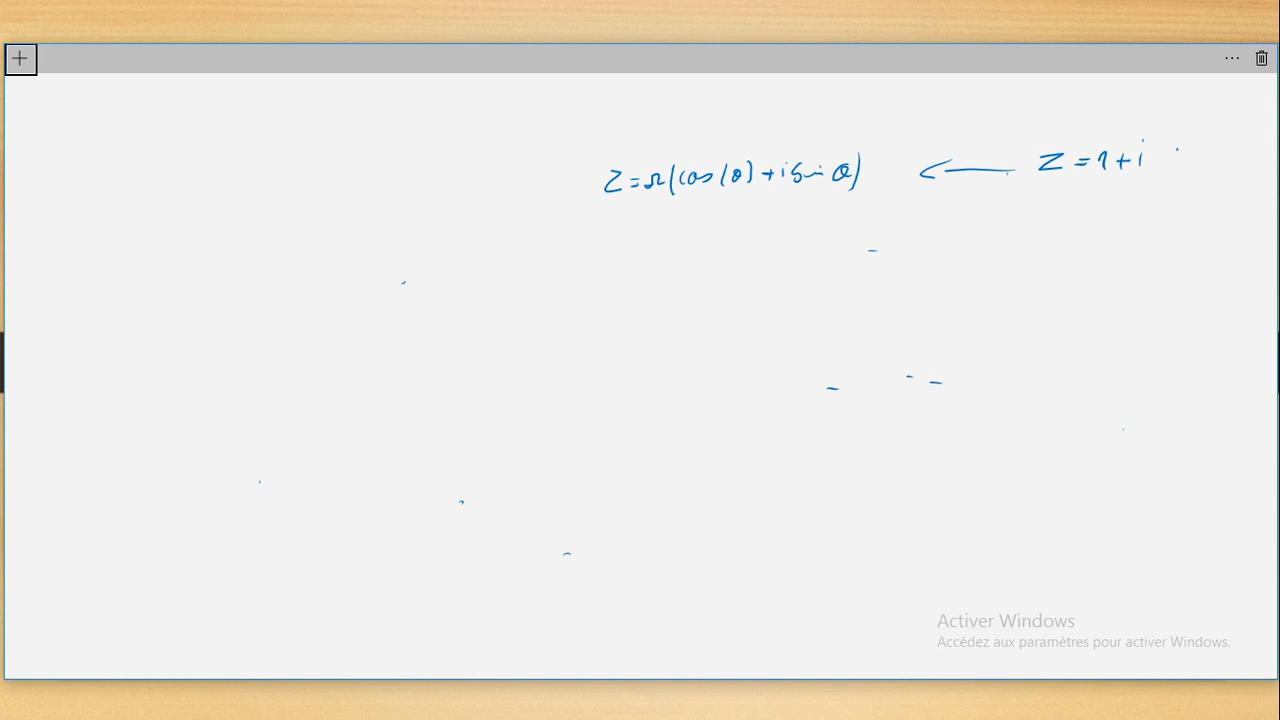 z = r(cos(θ) + i sin θ) ← z = 1 + i
Activer Windows
Accédez aux paramètres pour activer Windows.